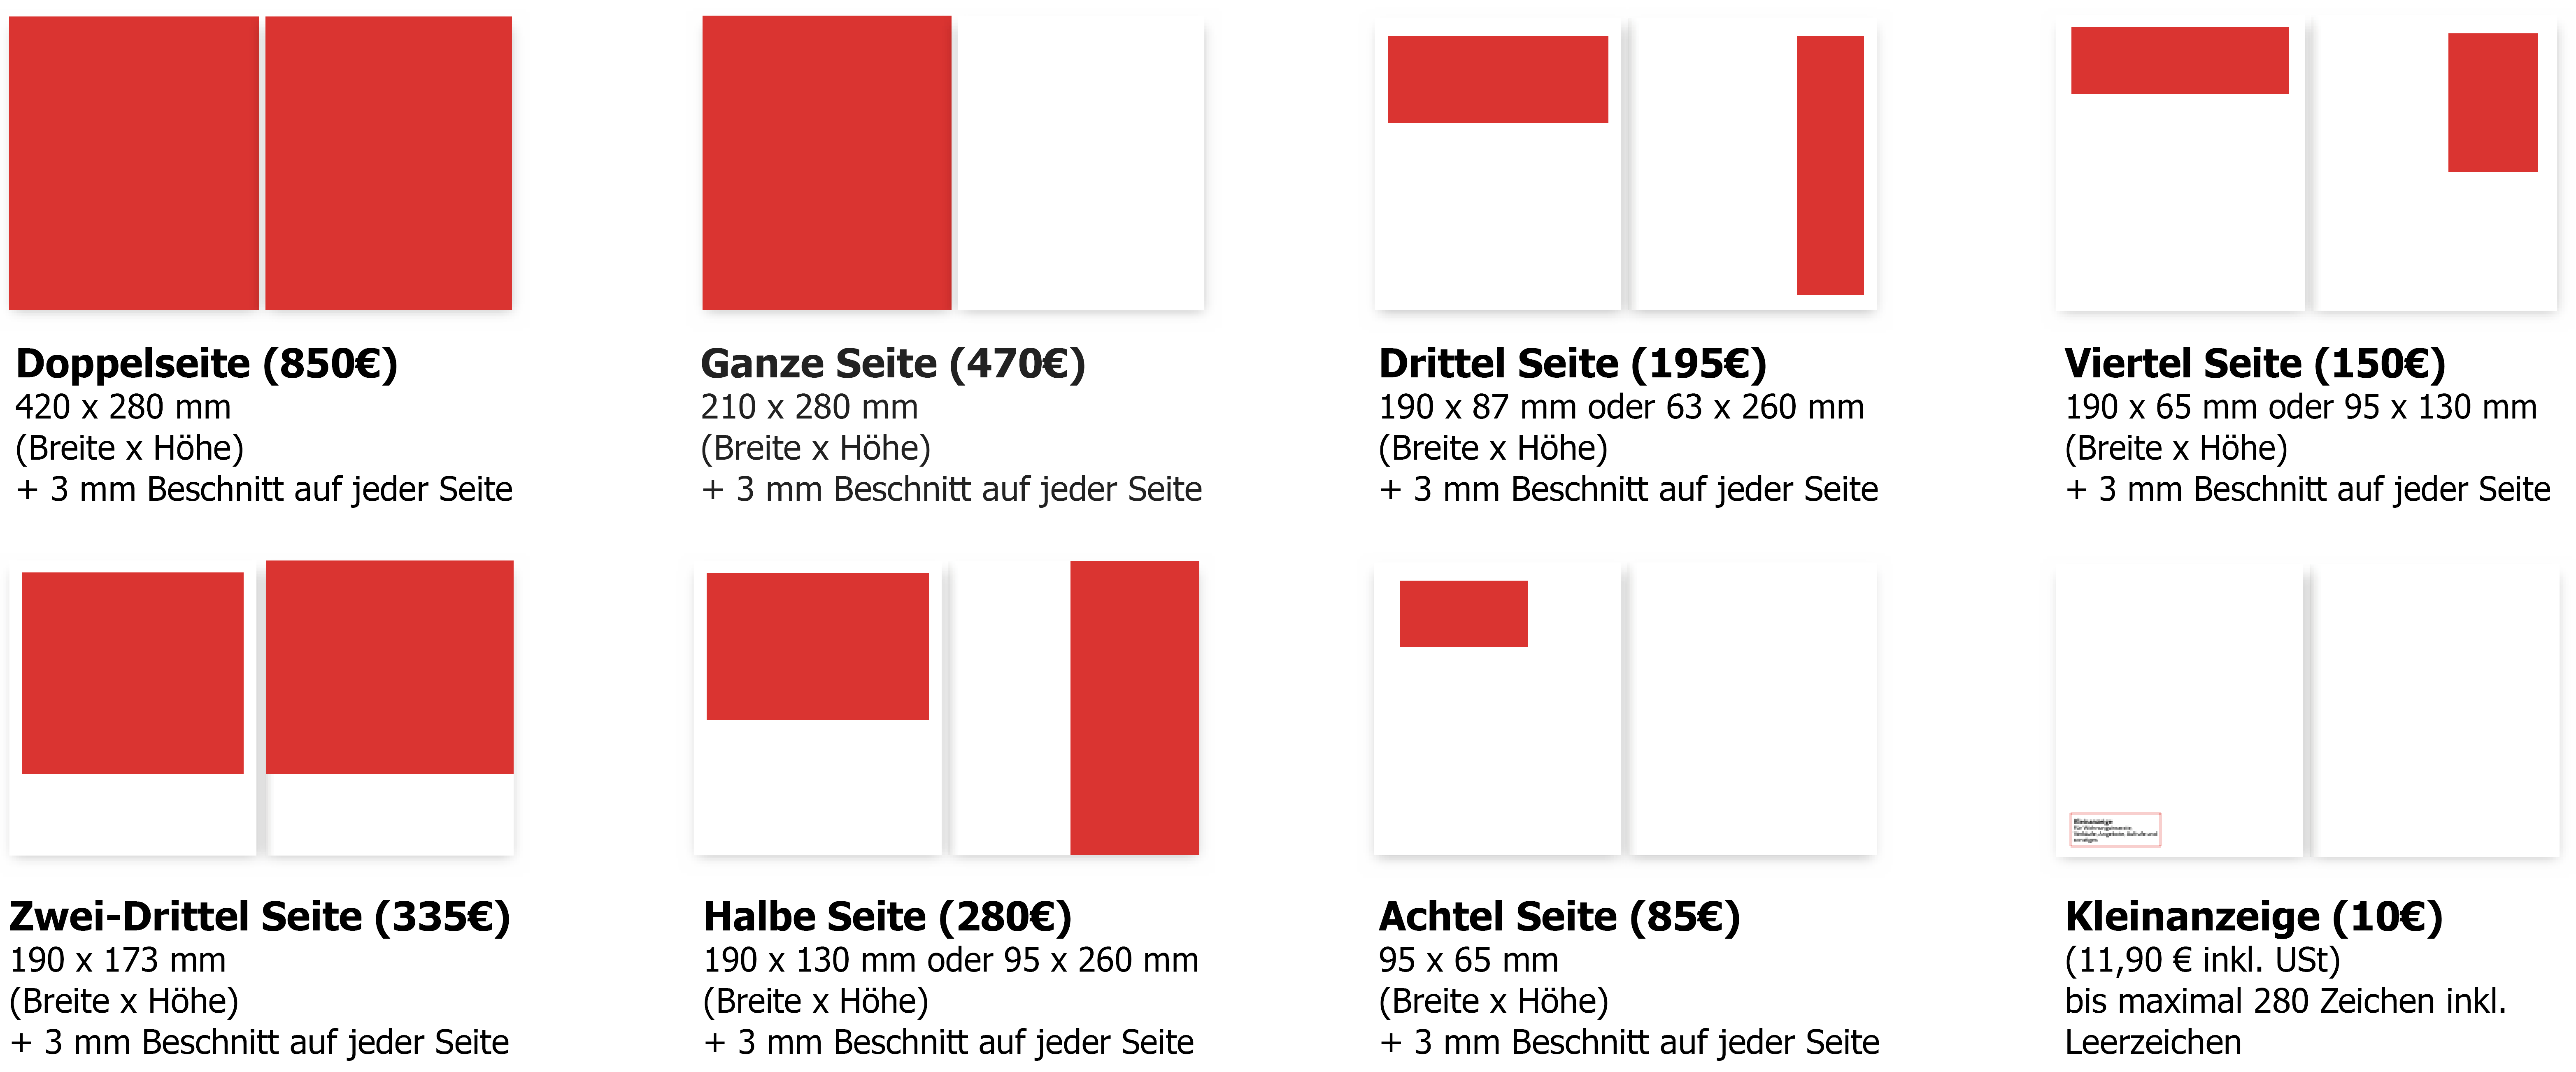 Doppelseite (850€)
420 x 280 mm
(Breite x Höhe)
+ 3 mm Beschnitt auf jeder Seite
Ganze Seite (470€)
210 x 280 mm
(Breite x Höhe)
+ 3 mm Beschnitt auf jeder Seite
Drittel Seite (195€)
190 x 87 mm oder 63 x 260 mm
(Breite x Höhe)
+ 3 mm Beschnitt auf jeder Seite
Viertel Seite (150€)
190 x 65 mm oder 95 x 130 mm
(Breite x Höhe)
+ 3 mm Beschnitt auf jeder Seite
Zwei-Drittel Seite (335€)
190 x 173 mm
(Breite x Höhe)
+ 3 mm Beschnitt auf jeder Seite
Halbe Seite (280€)
190 x 130 mm oder 95 x 260 mm
(Breite x Höhe)
+ 3 mm Beschnitt auf jeder Seite
Achtel Seite (85€)
95 x 65 mm
(Breite x Höhe)
+ 3 mm Beschnitt auf jeder Seite
Kleinanzeige
Kleinanzeige (10€)
(11,90 € inkl. USt)
bis maximal 280 Zeichen inkl.
Leerzeichen